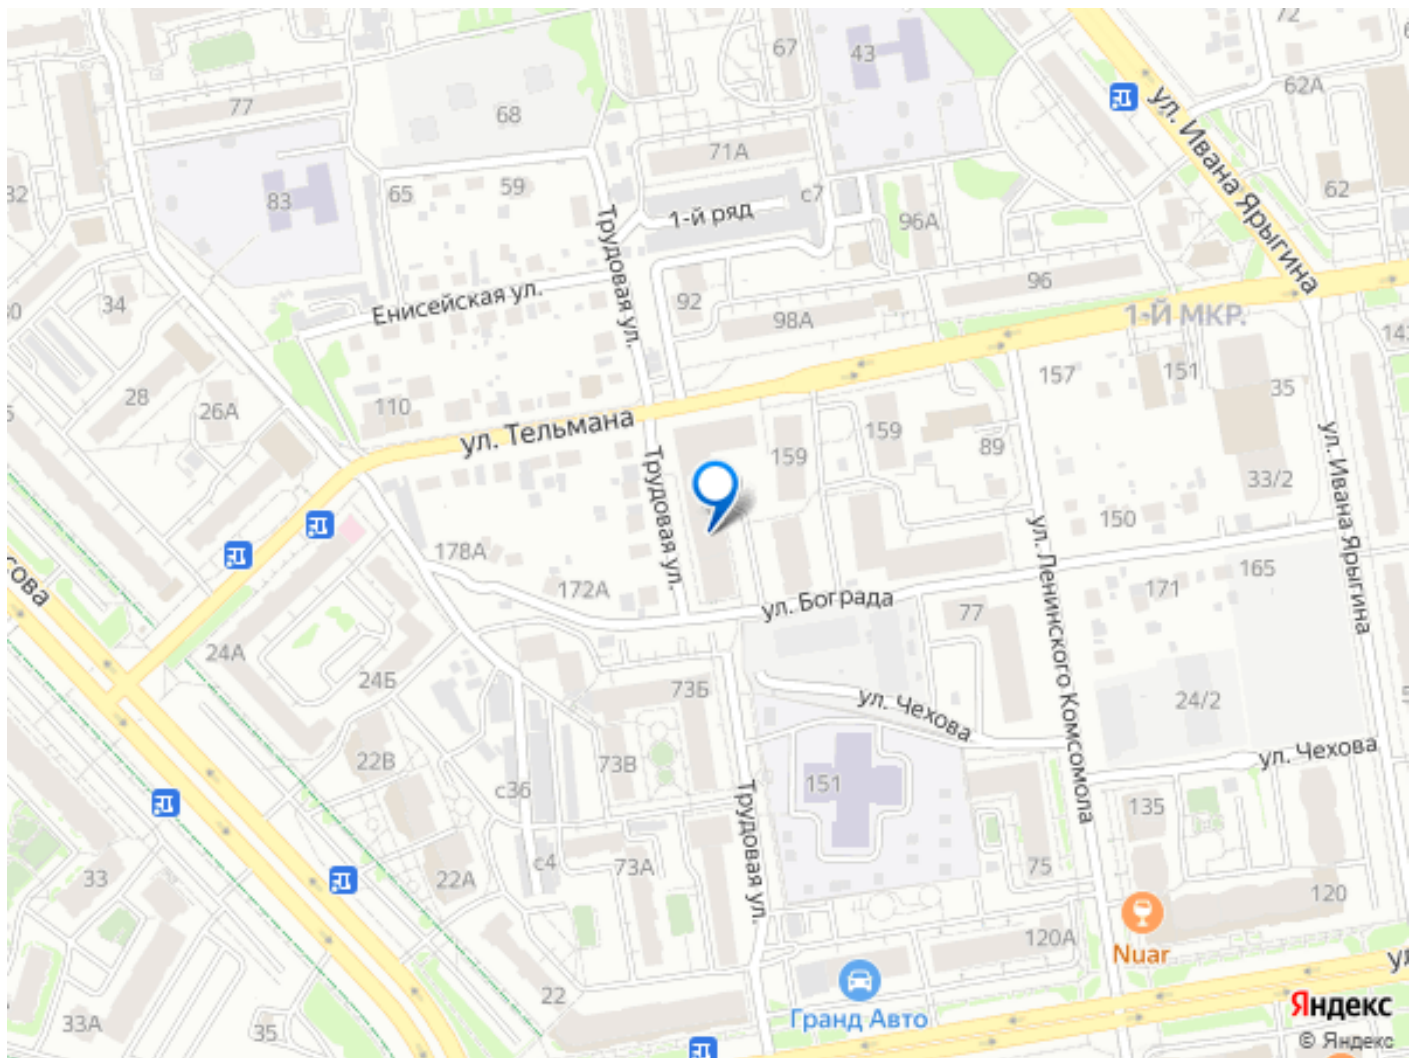 72
67
43
62А
77
68
71А
ул. Ивана Ярыгина
83
65
59
с7
1-й ряд
96А
62
Трудовая ул.
34
Енисейская ул.
92
98А
96
1-Й МКР.
28
26А
110
157
151
35
ул. Тельмана
159
159
89
ул. Ивана Ярыгина
33/2
Трудовая ул.
178А
172А
150
ул. Ленинского Комсомола
165
171
ул. Бограда
77
24А
24Б
73Б
ул. Чехова
24/2
22В
73В
с36
151
ул. Чехова
135
Трудовая ул.
33
22А
с4
73А
75
120
120А
Nuar
22
33А
35
Гранд Авто
Яндекс
© Яндекс